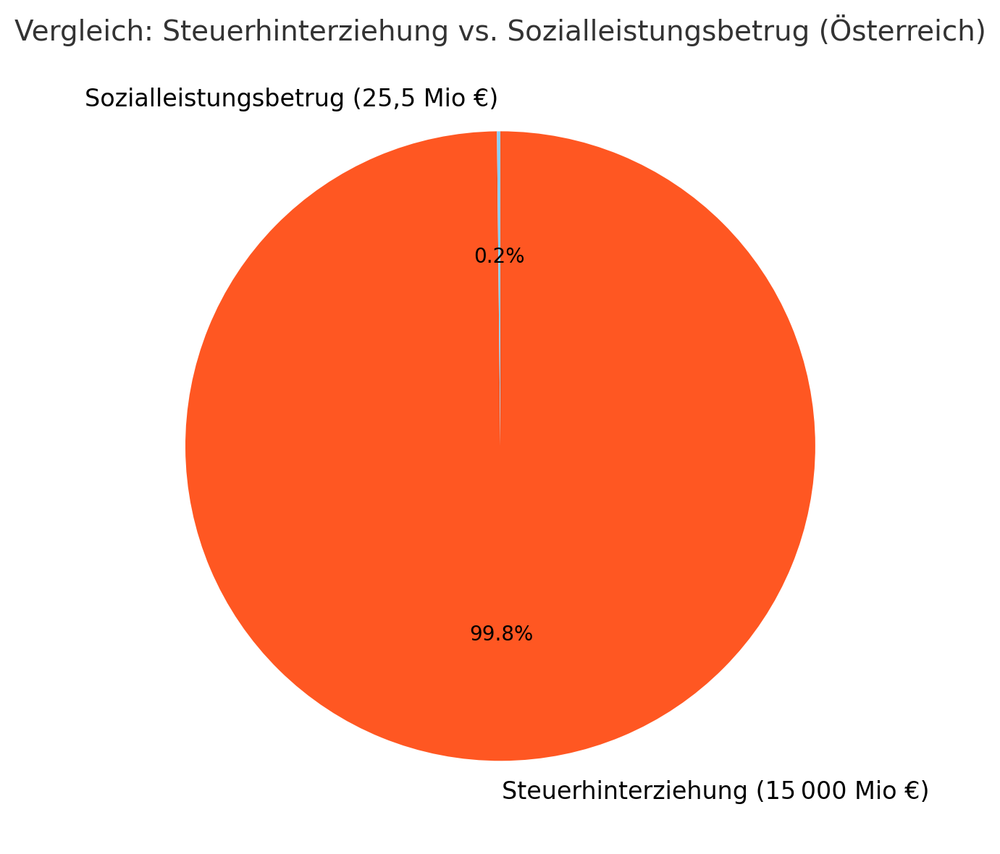 Vergleich: Steuerhinterziehung vs. Sozialleistungsbetrug (Österreich)
Sozialleistungsbetrug (25,5 Mio €)
0.2%
99.8%
Steuerhinterziehung (15 000 Mio €)